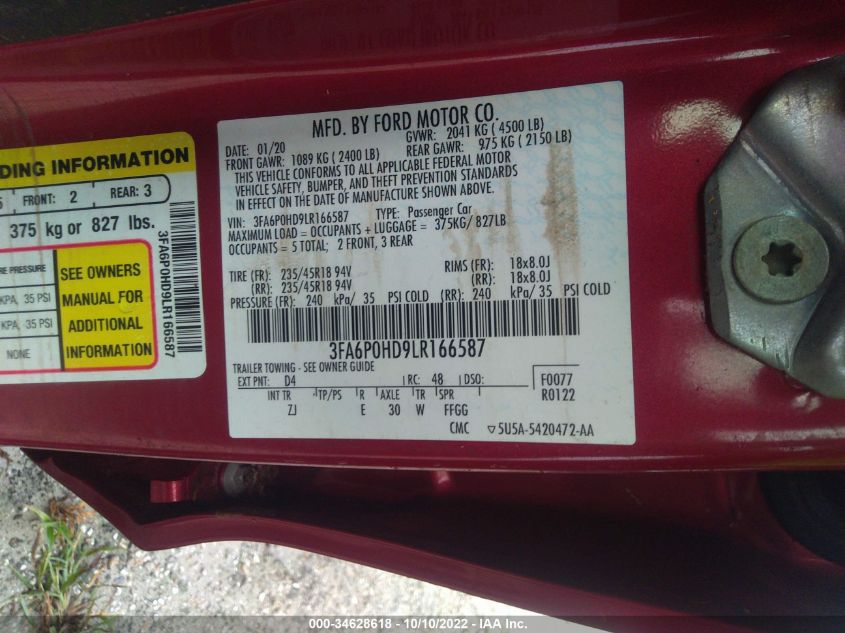 DING INFORMATION
FRONT: 2 REAR: 3
375 kg or 827 lbs.
RE PRESSURE
KPA, 35 PSI
KPA, 35 PSI
NONE
SEE OWNERS
MANUAL FOR
ADDITIONAL
INFORMATION
3FA6P0HD9LR166587
MFD. BY FORD MOTOR CO.
DATE: 01/20 GVWR: 2041 KG ( 4500 LB)
FRONT GAWR: 1089 KG ( 2400 LB) REAR GAWR: 975 KG ( 2150 LB)
THIS VEHICLE CONFORMS TO ALL APPLICABLE FEDERAL MOTOR
VEHICLE SAFETY, BUMPER, AND THEFT PREVENTION STANDARDS
IN EFFECT ON THE DATE OF MANUFACTURE SHOWN ABOVE.
VIN: 3FA6P0HD9LR166587 TYPE: Passenger Car
MAXIMUM LOAD = OCCUPANTS + LUGGAGE = 375KG/ 827LB
OCCUPANTS = 5 TOTAL; 2 FRONT, 3 REAR
TIRE (FR): 235/45R18 94V RIMS (FR): 18x8.0J
(RR): 235/45R18 94V (RR): 18x8.0J
PRESSURE (FR): 240 kPa/ 35 PSI COLD (RR): 240 kPa/ 35 PSI COLD
3FA6P0HD9LR166587
TRAILER TOWING - SEE OWNER GUIDE
EXT PNT: D4 RC: 48 DSO: F0077
INT TR TP/PS R AXLE TR SPR R0122
ZJ E 30 W FFGG
CMC ▽5U5A-5420472-AA
000-34628618 - 10/10/2022 - IAA Inc.